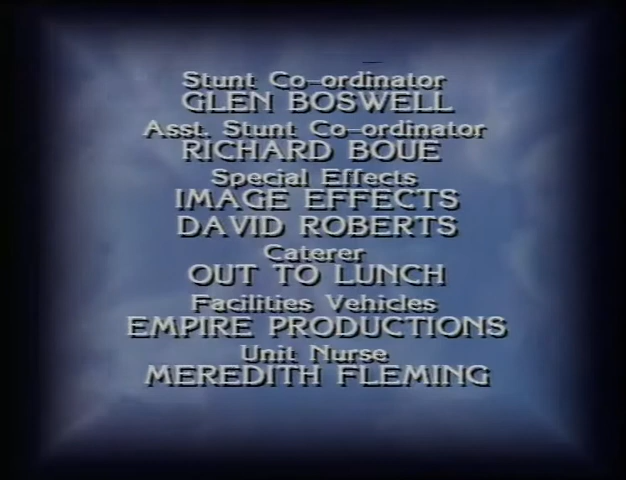 Stunt Co-ordinator
GLEN BOSWELL
Asst. Stunt Co-ordinator
RICHARD BOUE
Special Effects
IMAGE EFFECTS
DAVID ROBERTS
Caterer
OUT TO LUNCH
Facilities Vehicles
EMPIRE PRODUCTIONS
Unit Nurse
MEREDITH FLEMING